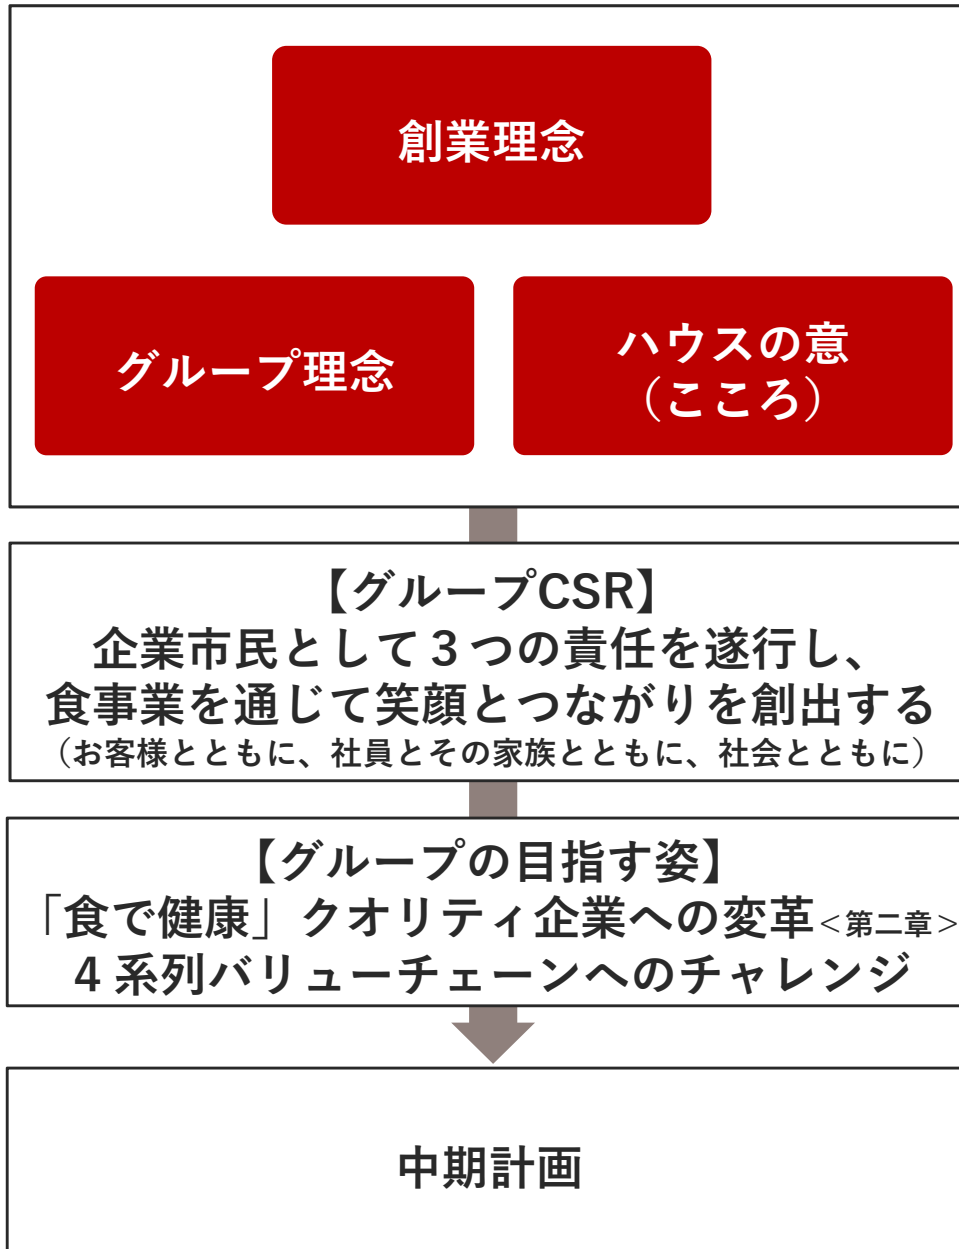 創業理念
グループ理念
ハウスの意
（こころ）
【グループCSR】
企業市民として３つの責任を遂行し、
食事業を通じて笑顔とつながりを創出する
（お客様とともに、社員とその家族とともに、社会とともに）
【グループの目指す姿】
「食で健康」クオリティ企業への変革<第二章>
４系列バリューチェーンへのチャレンジ
中期計画